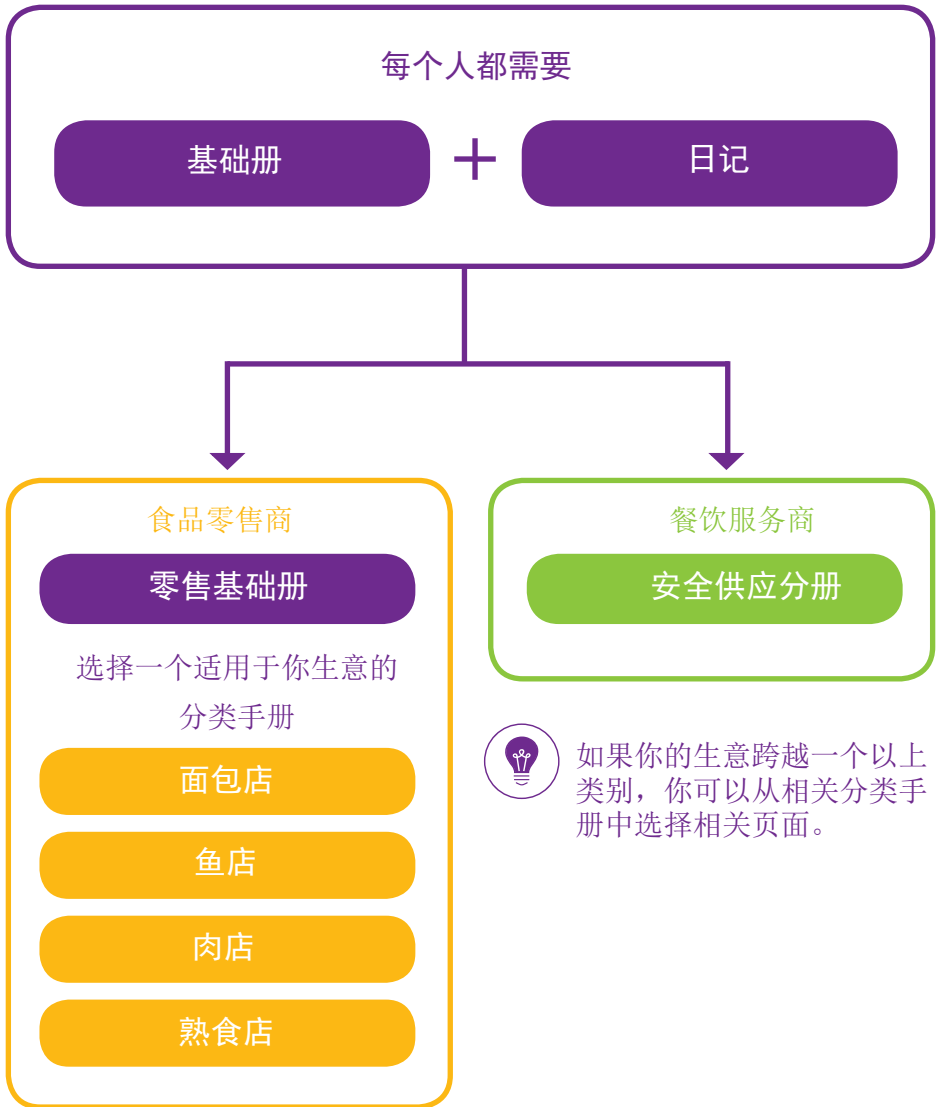 每个人都需要
基础册
+
日记
食品零售商
零售基础册
选择一个适用于你生意的
分类手册
面包店
鱼店
肉店
熟食店
餐饮服务商
安全供应分册
如果你的生意跨越一个以上
类别，你可以从相关分类手
册中选择相关页面。